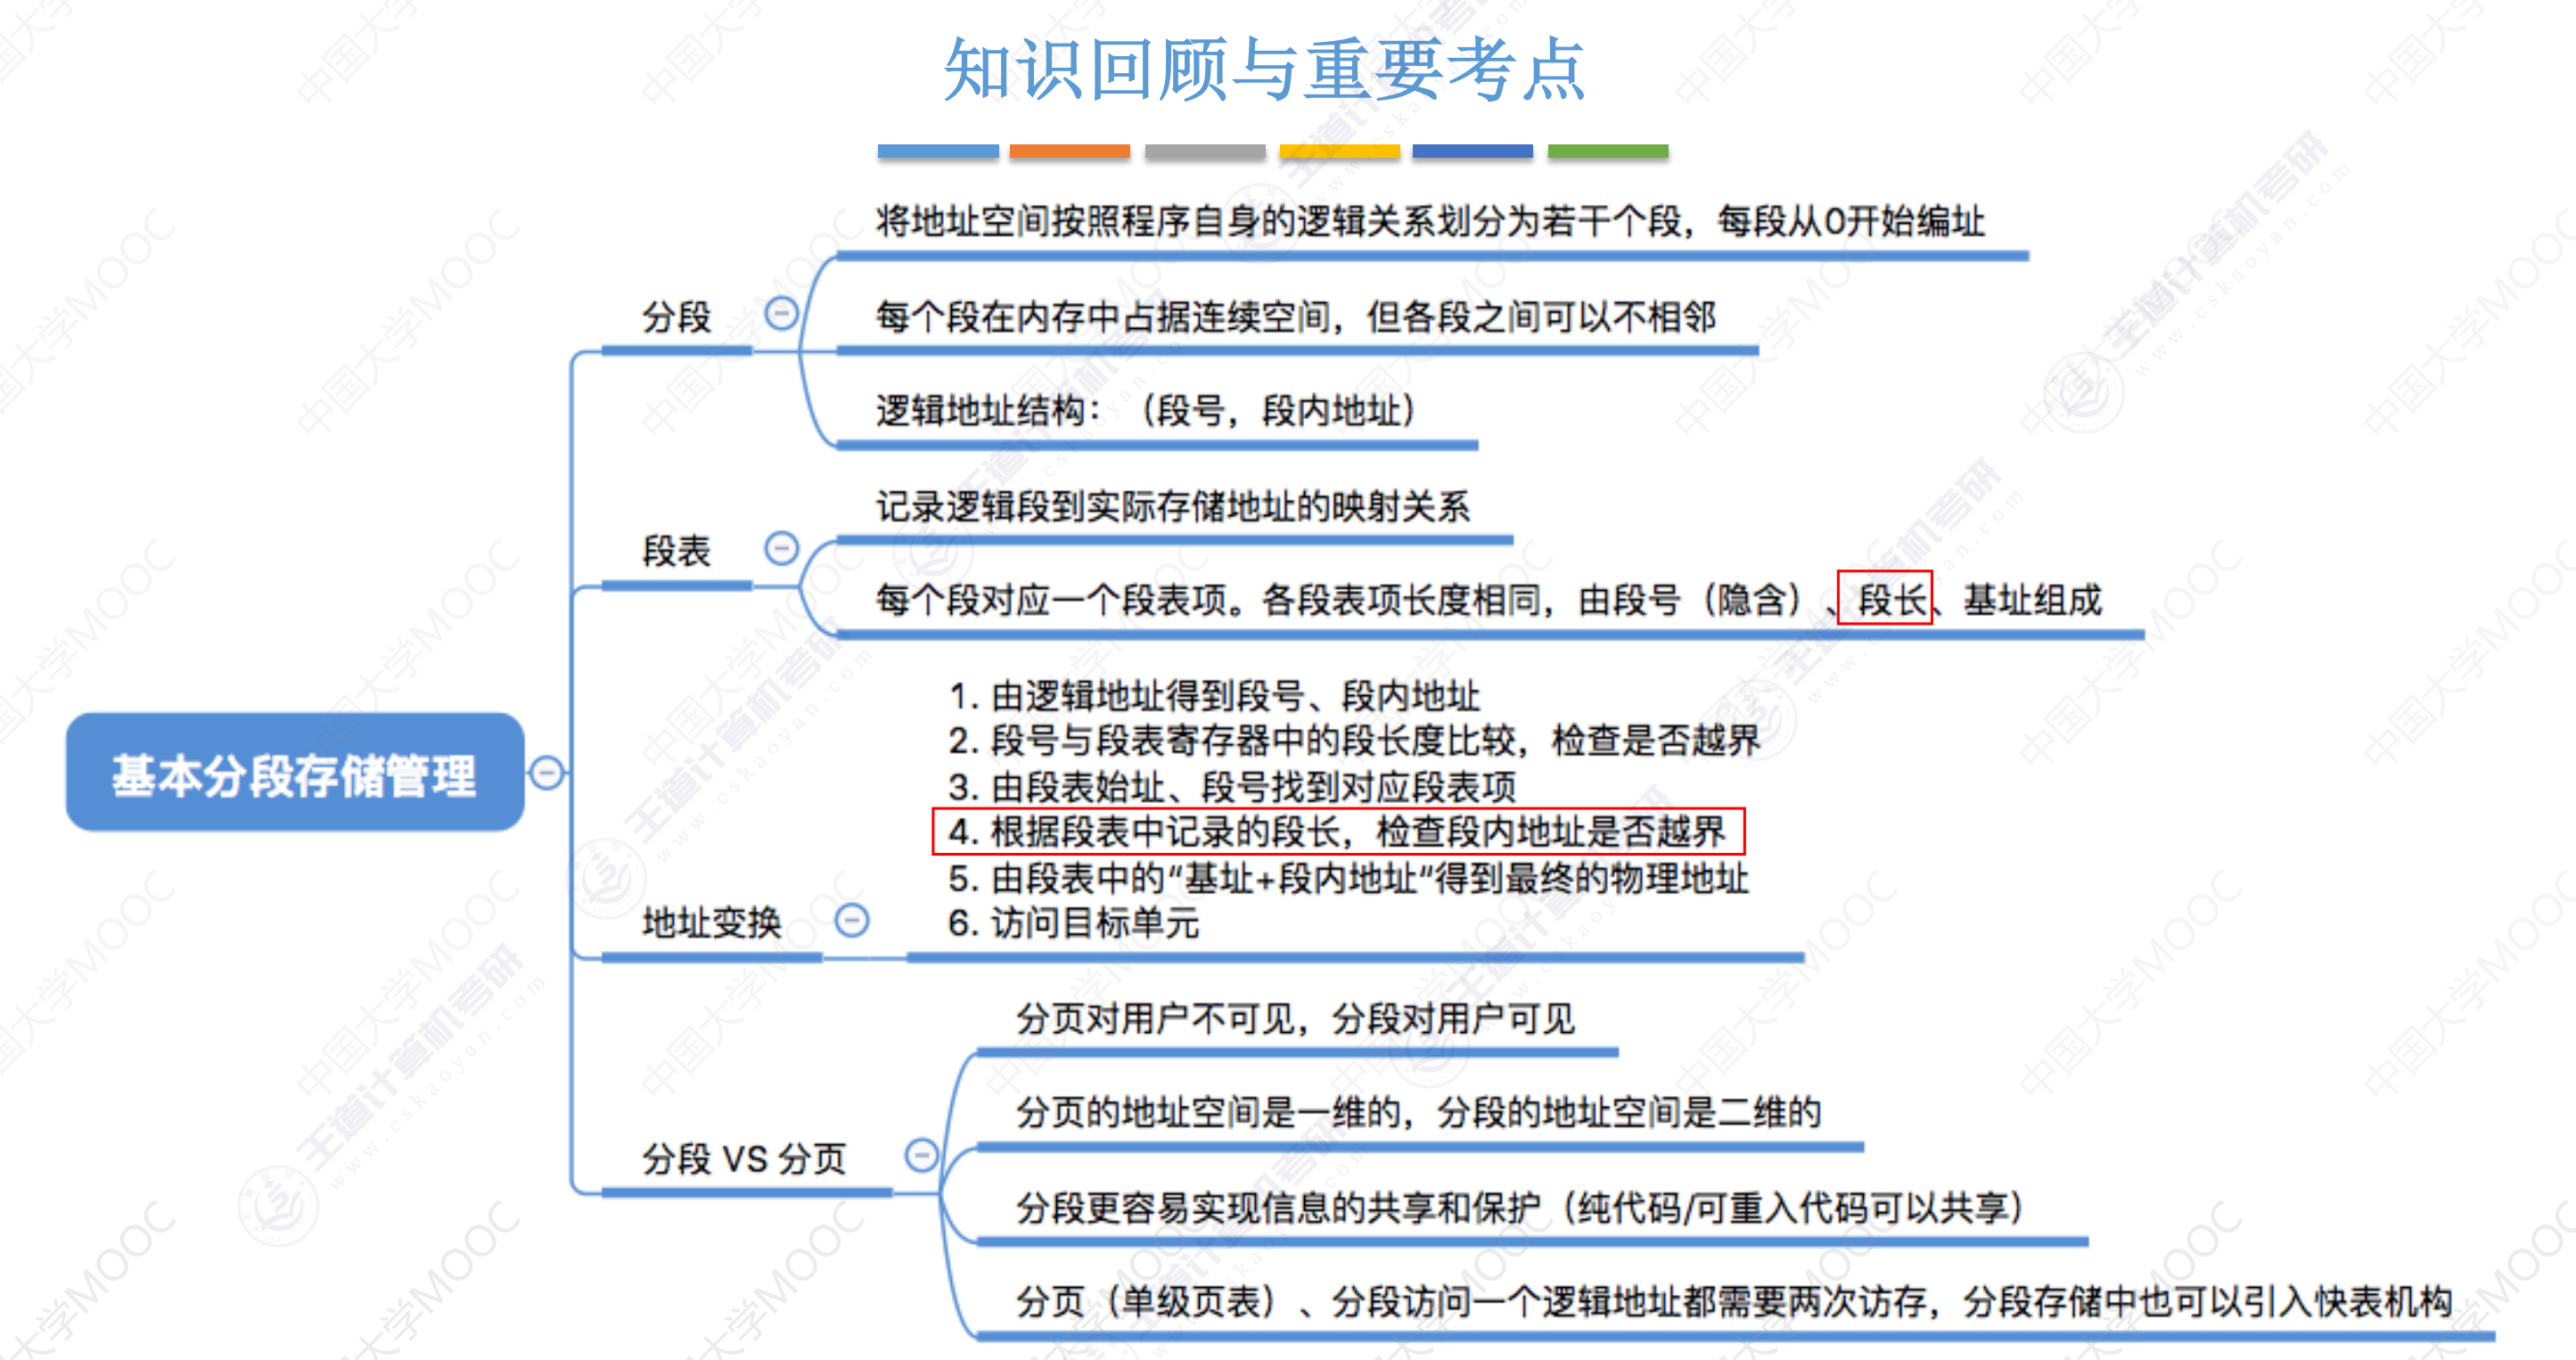 知识回顾与重要考点
将地址空间按照程序自身的逻辑关系划分为若干个段，每段从0开始编址
分段
每个段在内存中占据连续空间，但各段之间可以不相邻
逻辑地址结构：（段号，段内地址）
记录逻辑段到实际存储地址的映射关系
段表
每个段对应一个段表项。各段表项长度相同，由段号（隐含）、段长、基址组成
基本分段存储管理
1. 由逻辑地址得到段号、段内地址
2. 段号与段表寄存器中的段长度比较，检查是否越界
3. 由段表始址、段号找到对应段表项
4. 根据段表中记录的段长，检查段内地址是否越界
5. 由段表中的“基址+段内地址“得到最终的物理地址
6. 访问目标单元
地址变换
分页对用户不可见，分段对用户可见
分页的地址空间是一维的，分段的地址空间是二维的
分段 VS 分页
分段更容易实现信息的共享和保护（纯代码/可重入代码可以共享）
分页（单级页表）、分段访问一个逻辑地址都需要两次访存，分段存储中也可以引入快表机构
中国大学MOOC
王道计算机考研
www.cskaoyan.com